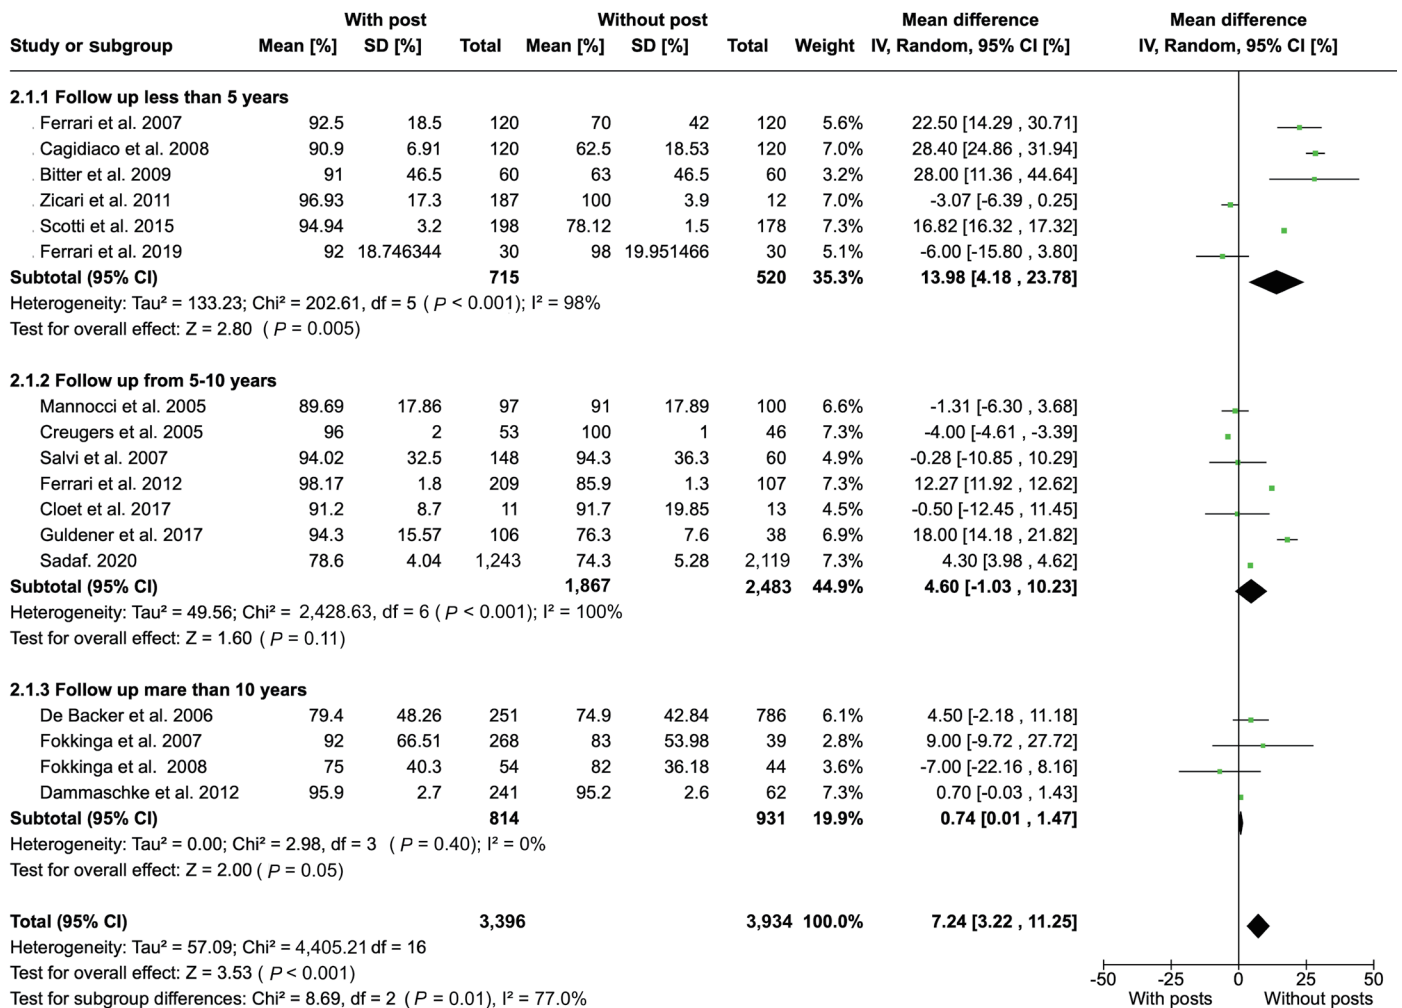 With post Without post Mean difference Mean difference
Study or subgroup Mean [%] SD [%] Total Mean [%] SD [%] Total Weight IV, Random, 95% CI [%] IV, Random, 95% CI [%]
2.1.1 Follow up less than 5 years
Ferrari et al. 2007 92.5 18.5 120 70 42 120 5.6% 22.50 [14.29 , 30.71]
Cagidiaco et al. 2008 90.9 6.91 120 62.5 18.53 120 7.0% 28.40 [24.86 , 31.94]
Bitter et al. 2009 91 46.5 60 63 46.5 60 3.2% 28.00 [11.36 , 44.64]
Zicari et al. 2011 96.93 17.3 187 100 3.9 12 7.0% -3.07 [-6.39 , 0.25]
Scotti et al. 2015 94.94 3.2 198 78.12 1.5 178 7.3% 16.82 [16.32 , 17.32]
Ferrari et al. 2019 92 18.746344 30 98 19.951466 30 5.1% -6.00 [-15.80 , 3.80]
Subtotal (95% CI) 715 520 35.3% 13.98 [4.18 , 23.78]
Heterogeneity: Tau² = 133.23; Chi² = 202.61, df = 5 ( P < 0.001); I² = 98%
Test for overall effect: Z = 2.80 ( P = 0.005)
2.1.2 Follow up from 5-10 years
Mannocci et al. 2005 89.69 17.86 97 91 17.89 100 6.6% -1.31 [-6.30 , 3.68]
Creugers et al. 2005 96 2 53 100 1 46 7.3% -4.00 [-4.61 , -3.39]
Salvi et al. 2007 94.02 32.5 148 94.3 36.3 60 4.9% -0.28 [-10.85 , 10.29]
Ferrari et al. 2012 98.17 1.8 209 85.9 1.3 107 7.3% 12.27 [11.92 , 12.62]
Cloet et al. 2017 91.2 8.7 11 91.7 19.85 13 4.5% -0.50 [-12.45 , 11.45]
Guldener et al. 2017 94.3 15.57 106 76.3 7.6 38 6.9% 18.00 [14.18 , 21.82]
Sadaf. 2020 78.6 4.04 1,243 74.3 5.28 2,119 7.3% 4.30 [3.98 , 4.62]
Subtotal (95% CI) 1,867 2,483 44.9% 4.60 [-1.03 , 10.23]
Heterogeneity: Tau² = 49.56; Chi² = 2,428.63, df = 6 ( P < 0.001); I² = 100%
Test for overall effect: Z = 1.60 ( P = 0.11)
2.1.3 Follow up mare than 10 years
De Backer et al. 2006 79.4 48.26 251 74.9 42.84 786 6.1% 4.50 [-2.18 , 11.18]
Fokkinga et al. 2007 92 66.51 268 83 53.98 39 2.8% 9.00 [-9.72 , 27.72]
Fokkinga et al. 2008 75 40.3 54 82 36.18 44 3.6% -7.00 [-22.16 , 8.16]
Dammaschke et al. 2012 95.9 2.7 241 95.2 2.6 62 7.3% 0.70 [-0.03 , 1.43]
Subtotal (95% CI) 814 931 19.9% 0.74 [0.01 , 1.47]
Heterogeneity: Tau² = 0.00; Chi² = 2.98, df = 3 ( P = 0.40); I² = 0%
Test for overall effect: Z = 2.00 ( P = 0.05)
Total (95% CI) 3,396 3,934 100.0% 7.24 [3.22 , 11.25]
Heterogeneity: Tau² = 57.09; Chi² = 4,405.21 df = 16
Test for overall effect: Z = 3.53 ( P < 0.001)
Test for subgroup differences: Chi² = 8.69, df = 2 ( P = 0.01), I² = 77.0%
-50 -25 0 25 50
With posts Without posts